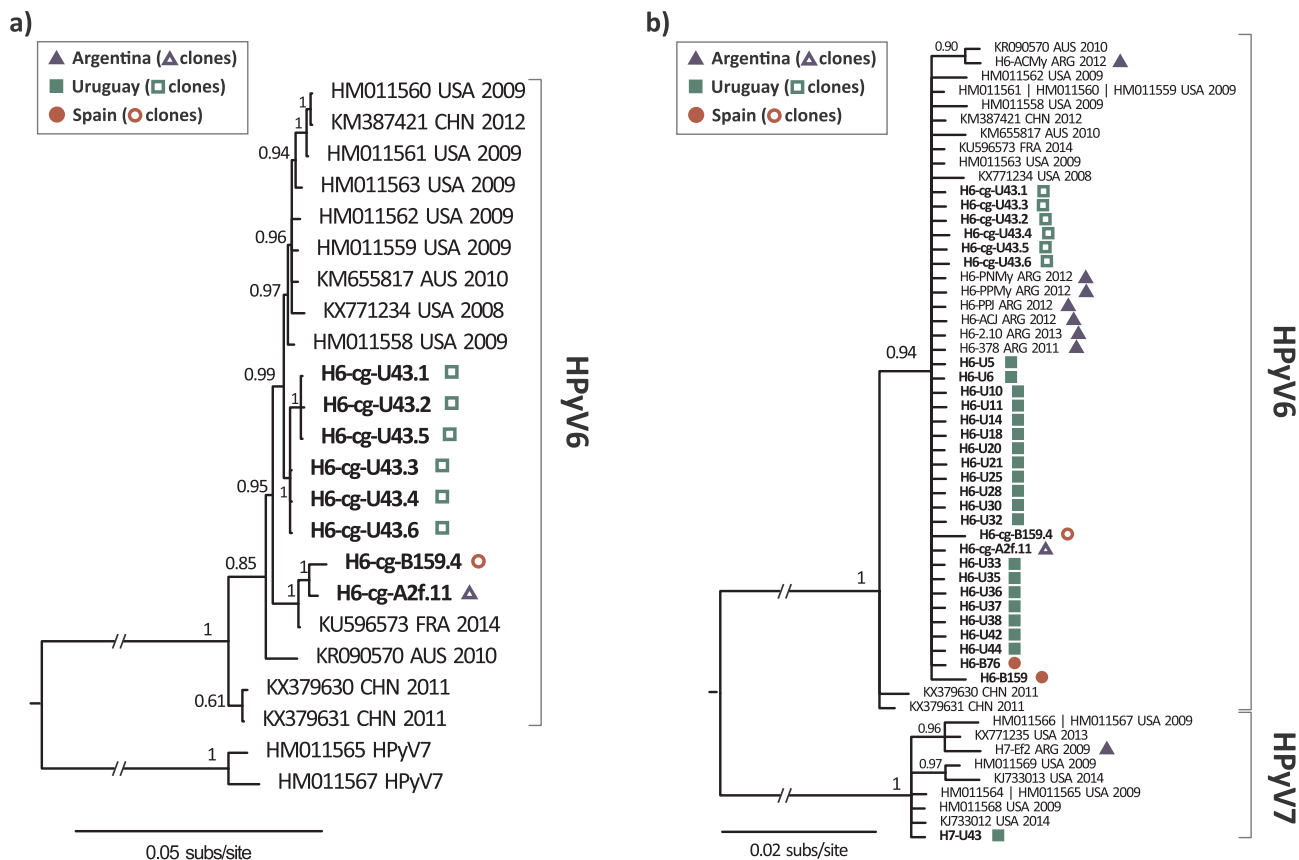 a)
Argentina ( clones)
Uruguay ( clones)
Spain ( clones)
HM011560 USA 2009
KM387421 CHN 2012
HM011561 USA 2009
HM011563 USA 2009
HM011562 USA 2009
HM011559 USA 2009
KM655817 AUS 2010
KX771234 USA 2008
HM011558 USA 2009
H6-cg-U43.1
H6-cg-U43.2
H6-cg-U43.5
H6-cg-U43.3
H6-cg-U43.4
H6-cg-U43.6
H6-cg-B159.4
H6-cg-A2f.11
KU596573 FRA 2014
KR090570 AUS 2010
KX379630 CHN 2011
KX379631 CHN 2011
HM011565 HPyV7
HM011567 HPyV7
1
1
0.94
0.96
0.97
0.99
1
1
0.95
1
0.85
1
0.61
1
HPyV6
0.05 subs/site
b)
Argentina ( clones)
Uruguay ( clones)
Spain ( clones)
KR090570 AUS 2010
H6-ACMy ARG 2012
HM011562 USA 2009
HM011561 | HM011560 | HM011559 USA 2009
HM011558 USA 2009
KM387421 CHN 2012
KM655817 AUS 2010
KU596573 FRA 2014
HM011563 USA 2009
KX771234 USA 2008
H6-cg-U43.1
H6-cg-U43.3
H6-cg-U43.2
H6-cg-U43.4
H6-cg-U43.5
H6-cg-U43.6
H6-PNMy ARG 2012
H6-PPMy ARG 2012
H6-PPJ ARG 2012
H6-ACJ ARG 2012
H6-2.10 ARG 2013
H6-378 ARG 2011
H6-U5
H6-U6
H6-U10
H6-U11
H6-U14
H6-U18
H6-U20
H6-U21
H6-U25
H6-U28
H6-U30
H6-U32
H6-cg-B159.4
H6-cg-A2f.11
H6-U33
H6-U35
H6-U36
H6-U37
H6-U38
H6-U42
H6-U44
H6-B76
H6-B159
KX379630 CHN 2011
KX379631 CHN 2011
HM011566 | HM011567 USA 2009
KX771235 USA 2013
H7-Ef2 ARG 2009
HM011569 USA 2009
KJ733013 USA 2014
HM011564 | HM011565 USA 2009
HM011568 USA 2009
KJ733012 USA 2014
H7-U43
0.90
0.94
1
0.96
0.97
1
HPyV6
HPyV7
0.02 subs/site